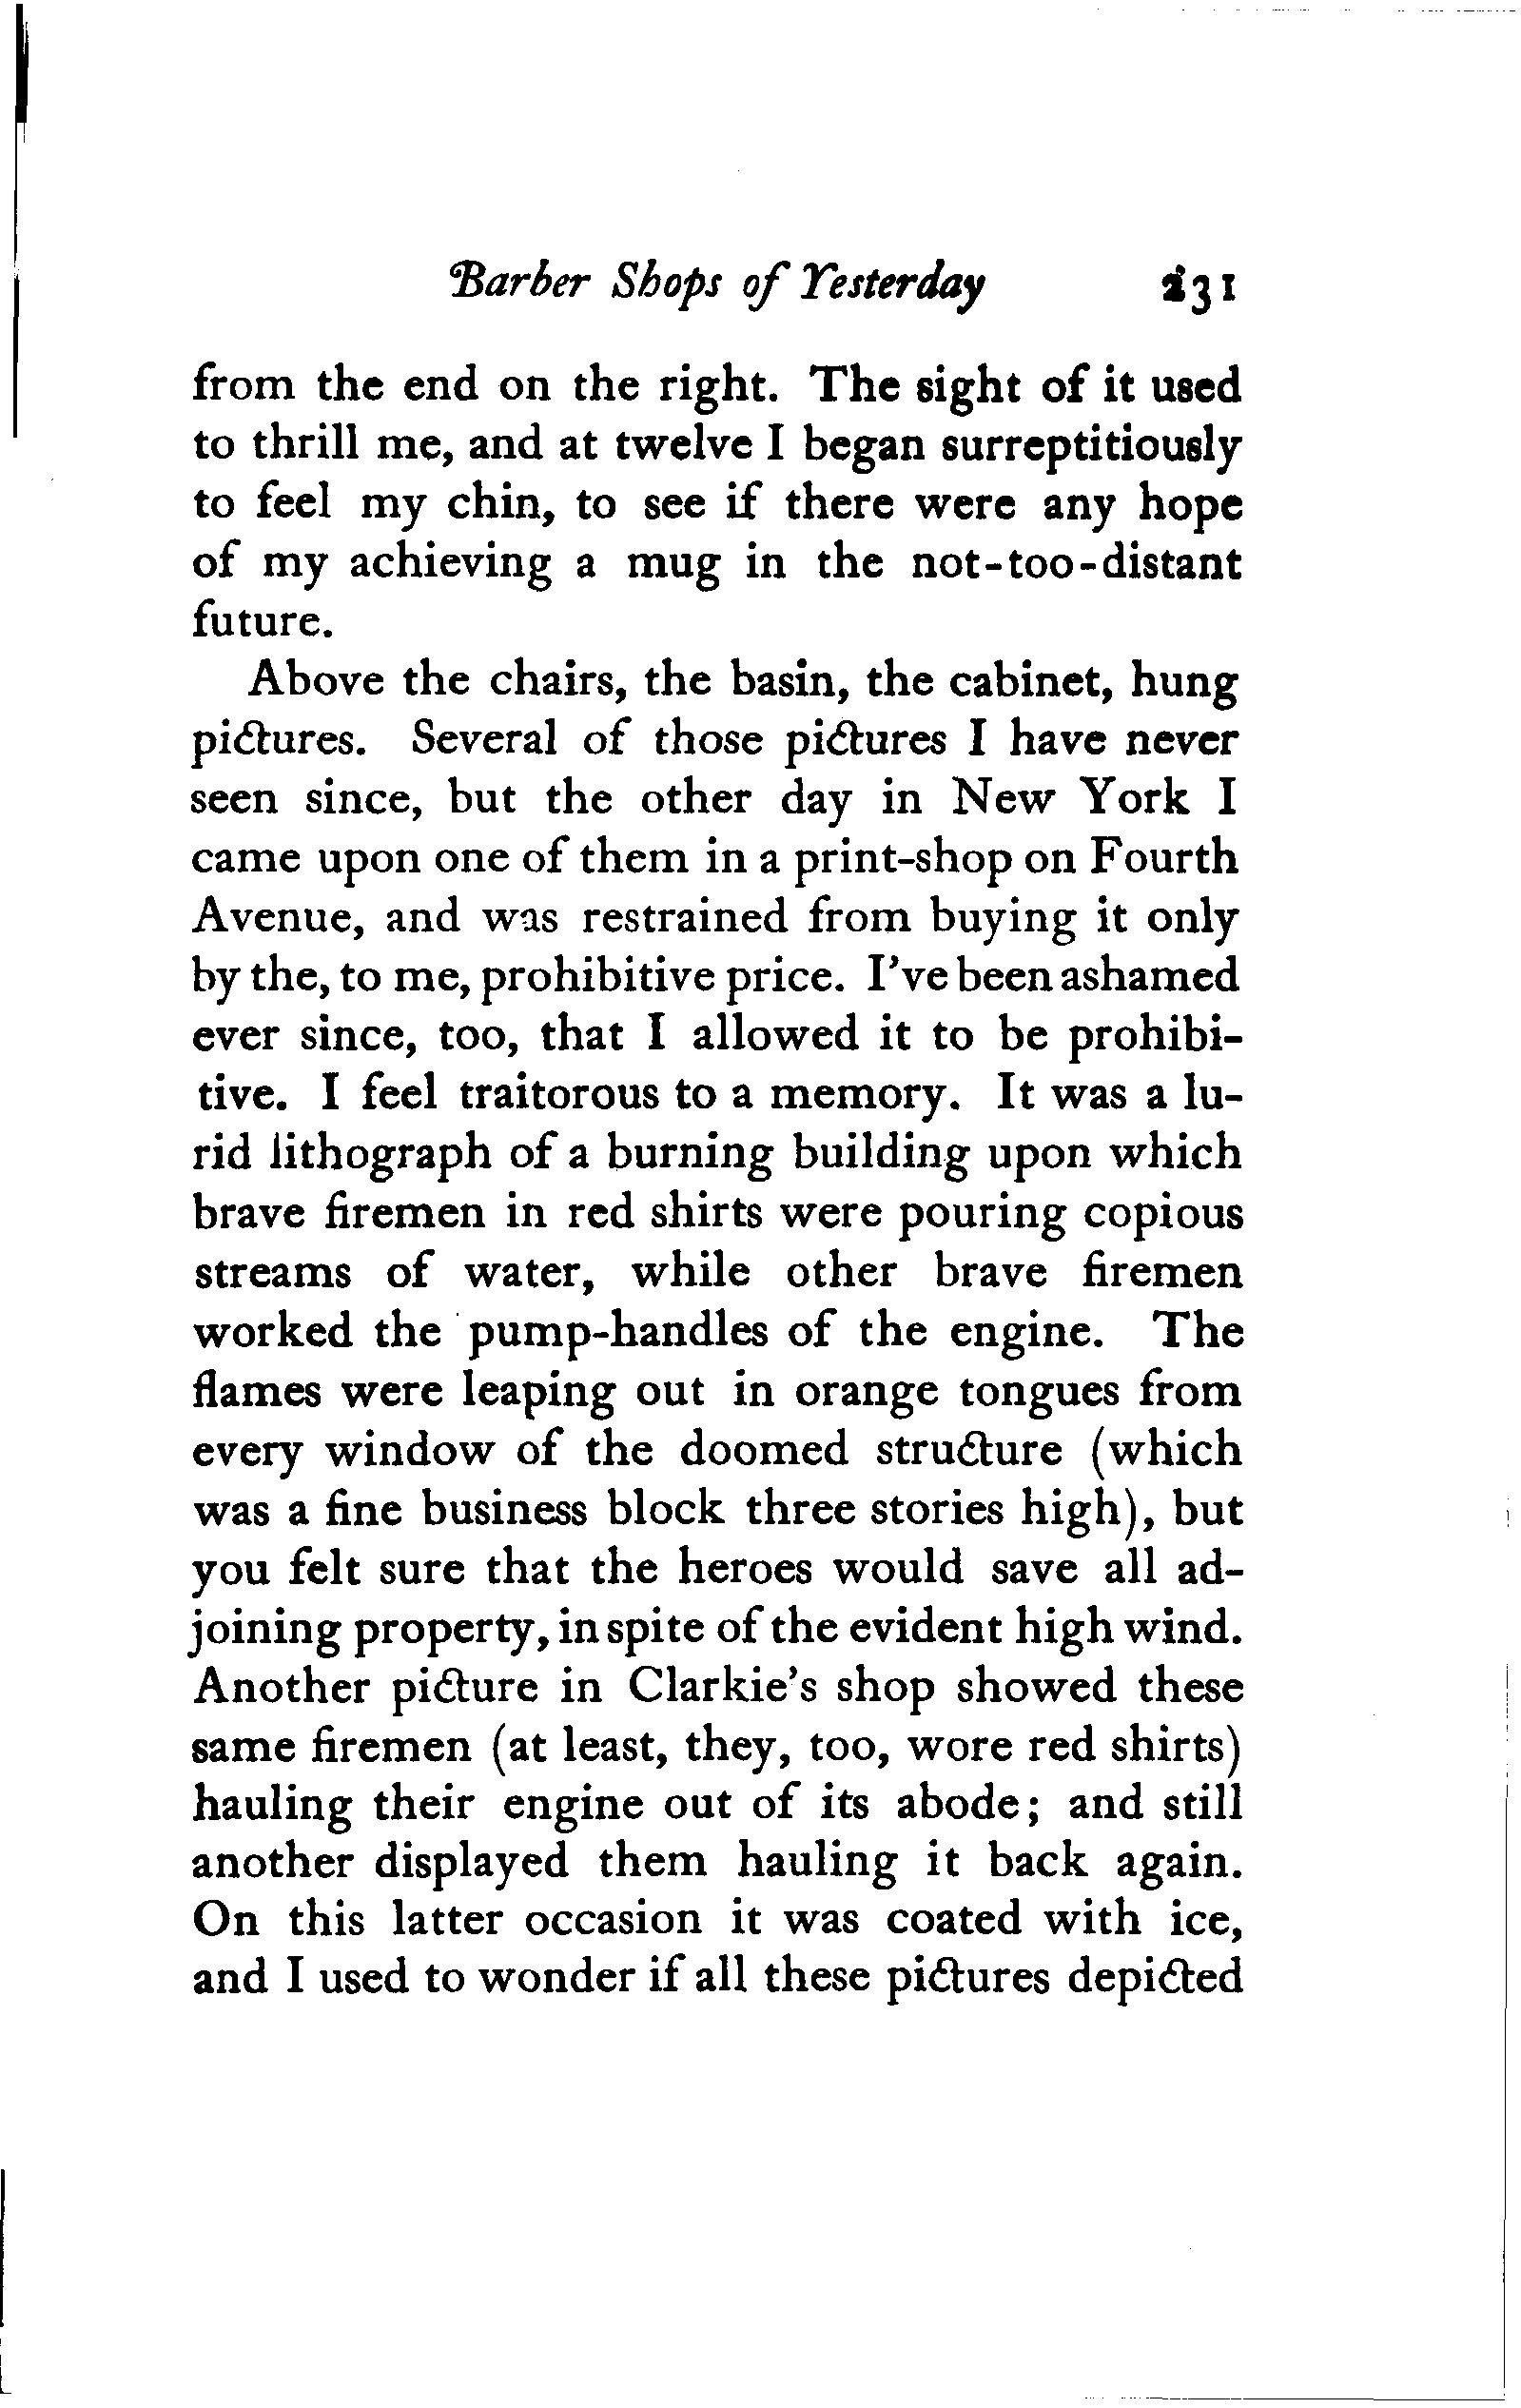 Barber Shops of Yesterday 231
from the end on the right. The sight of it used
to thrill me, and at twelve I began surreptitiously
to feel my chin, to see if there were any hope
of my achieving a mug in the not-too-distant
future.
Above the chairs, the basin, the cabinet, hung
pictures. Several of those pictures I have never
seen since, but the other day in New York I
came upon one of them in a print-shop on Fourth
Avenue, and was restrained from buying it only
by the, to me, prohibitive price. I've been ashamed
ever since, too, that I allowed it to be prohibi-
tive. I feel traitorous to a memory. It was a lu-
rid lithograph of a burning building upon which
brave firemen in red shirts were pouring copious
streams of water, while other brave firemen
worked the pump-handles of the engine. The
flames were leaping out in orange tongues from
every window of the doomed structure (which
was a fine business block three stories high), but
you felt sure that the heroes would save all ad-
joining property, in spite of the evident high wind.
Another picture in Clarkie's shop showed these
same firemen (at least, they, too, wore red shirts)
hauling their engine out of its abode; and still
another displayed them hauling it back again.
On this latter occasion it was coated with ice,
and I used to wonder if all these pictures depicted